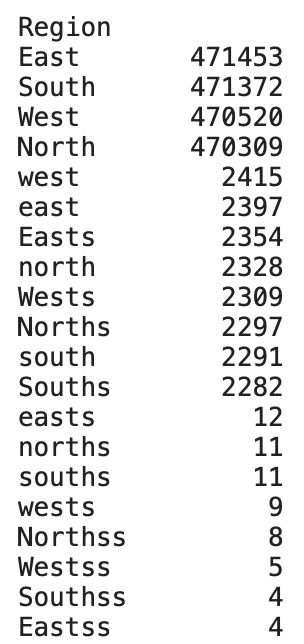 Region
East 471453
South 471372
West 470520
North 470309
west 2415
east 2397
Easts 2354
north 2328
Wests 2309
Norths 2297
south 2291
Souths 2282
easts 12
norths 11
souths 11
wests 9
Northss 8
Westss 5
Southss 4
Eastss 4